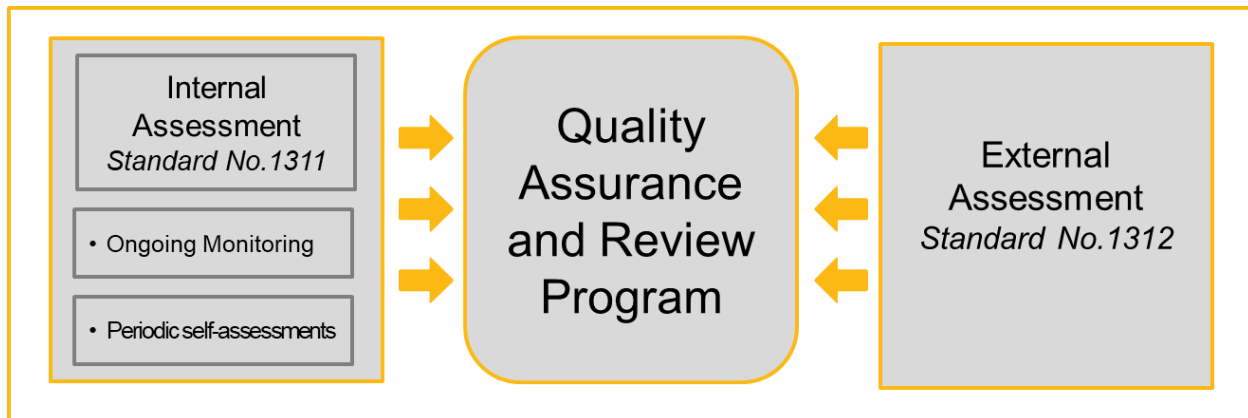 Internal
Assessment
Standard No.1311
• Ongoing Monitoring
• Periodic self-assessments
Quality
Assurance
and Review
Program
External
Assessment
Standard No.1312